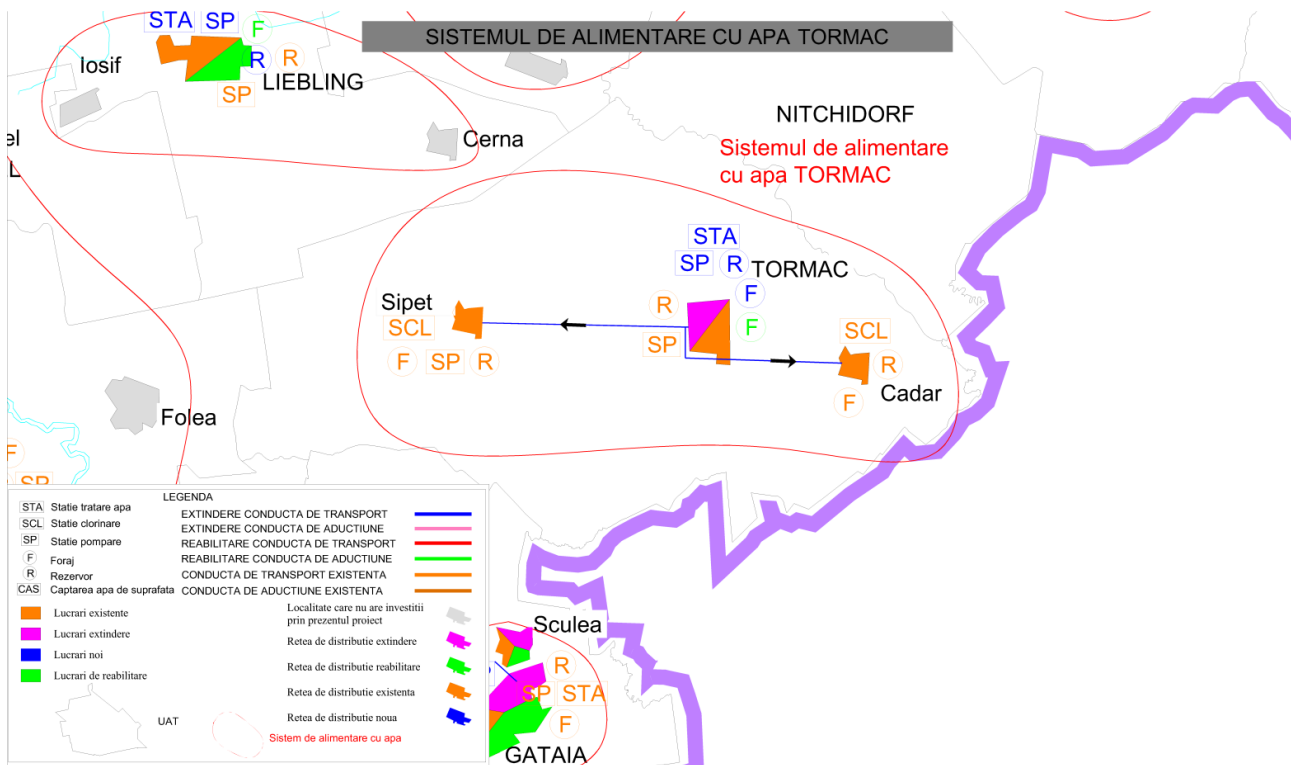 SISTEMUL DE ALIMENTARE CU APA TORMAC
STA SP F
R R
LIEBLING
SP
Iosif
Cerna
el
L
NITCHIDORF
Sistemul de alimentare
cu apa TORMAC
STA
SP R
TORMAC
F
R
F
SP
Sipet
SCL
F SP R
SCL
R
Cadar
F
Folea
F
SP
LEGENDA
STA Statie tratare apa
SCL Statie clorinare
SP Statie pompare
F Foraj
R Rezervor
CAS Captarea apa de suprafata
EXTINDERE CONDUCTA DE TRANSPORT
EXTINDERE CONDUCTA DE ADUCTIUNE
REABILITARE CONDUCTA DE TRANSPORT
REABILITARE CONDUCTA DE ADUCTIUNE
CONDUCTA DE TRANSPORT EXISTENTA
CONDUCTA DE ADUCTIUNE EXISTENTA
Lucrari existente
Lucrari extindere
Lucrari noi
Lucrari de reabilitare
Localitate care nu are investitii
prin prezentul proiect
Retea de distributie extindere
Retea de distributie reabilitare
Retea de distributie existenta
Retea de distributie noua
UAT
Sistem de alimentare cu apa
Sculea
R
SP STA
F
GATAIA